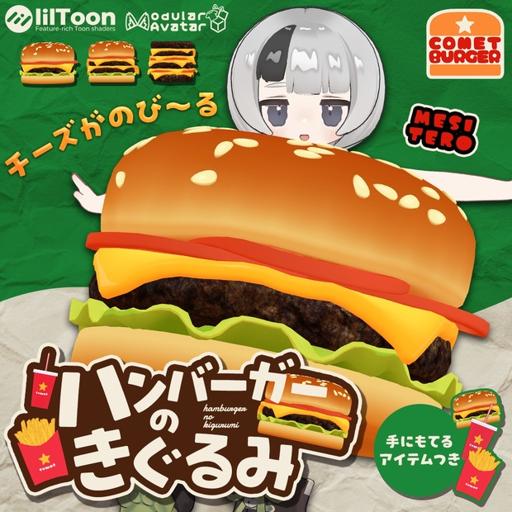 lilToon
Feature-rich Toon shaders
Modular
Avatar
COMET
BURGER
チーズがのび〜る
MESI
TERO
ハンバーガー
の
きぐるみ
hamburger
no
kigurumi
手にもてる
アイテムつき